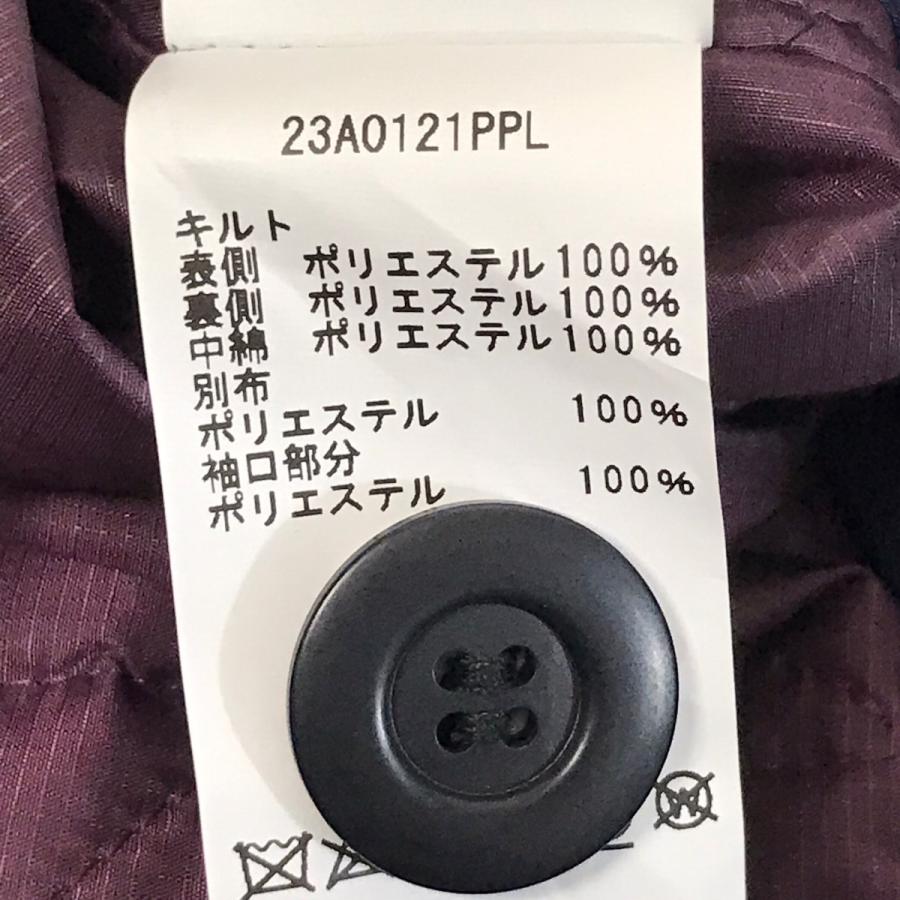 23A0121PPL
キルト
表側 ポリエステル100%
裏側 ポリエステル100%
中綿 ポリエステル100%
別布
ポリエステル 100%
袖口部分
ポリエステル 100%
W